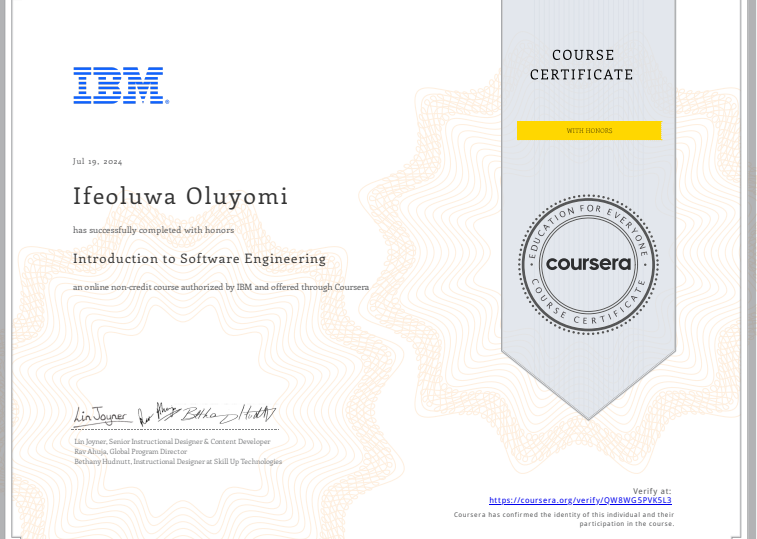 IBM®
COURSE
CERTIFICATE
WITH HONORS
Jul 19, 2024
Ifeoluwa Oluyomi
has successfully completed with honors
Introduction to Software Engineering
an online non-credit course authorized by IBM and offered through Coursera
EDUCATION FOR EVERYONE
coursera
COURSE CERTIFICATE
Lin Joyner
Lin Joyner, Senior Instructional Designer & Content Developer
Rav Ahuja, Global Program Director
Bethany Hudnutt, Instructional Designer at Skill Up Technologies
Verify at:
https://coursera.org/verify/QW8WG5PVK5L3
Coursera has confirmed the identity of this individual and their
participation in the course.